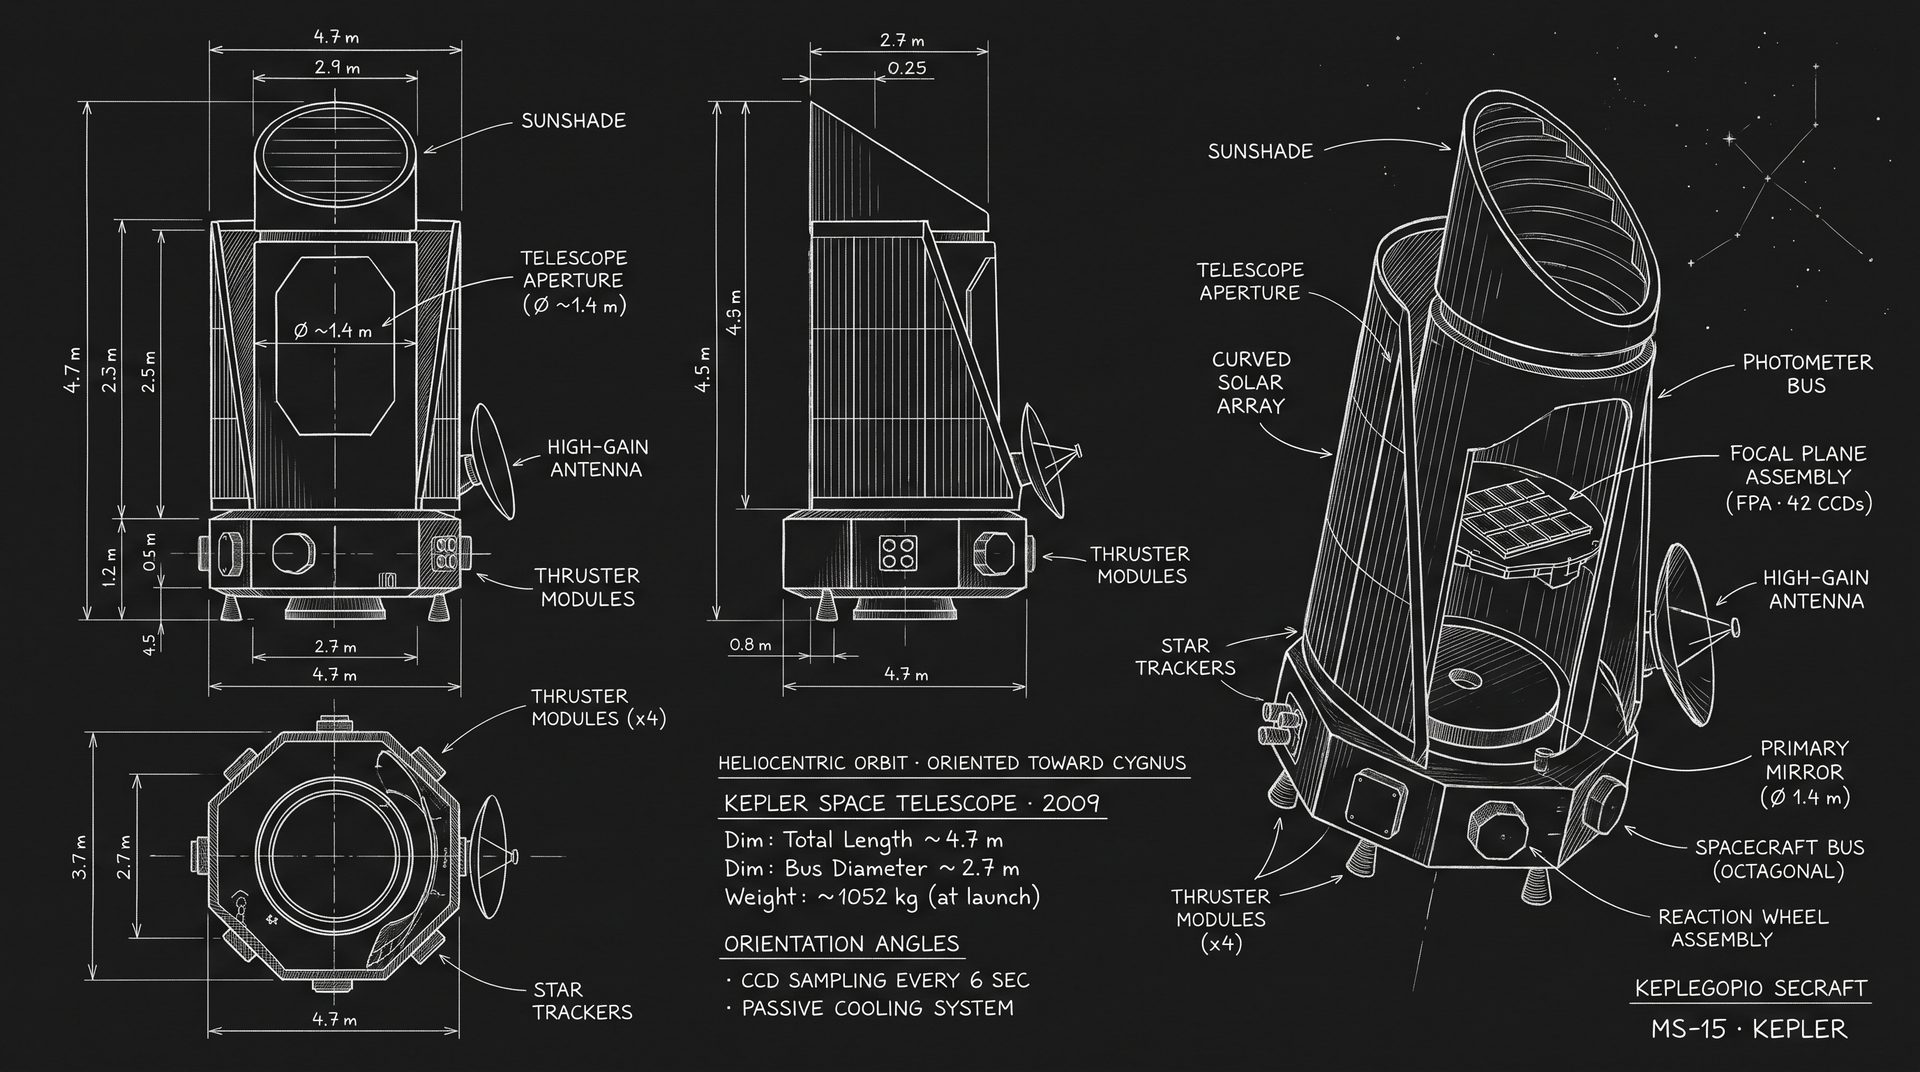 4.7 m
2.9 m
SUNSHADE
TELESCOPE
APERTURE
(Ø ~1.4 m)
Ø ~1.4 m
4.7 m
2.3 m
2.5 m
HIGH-GAIN
ANTENNA
1.2 m
0.5 m
THRUSTER
MODULES
4.5
2.7 m
4.7 m
2.7 m
0.25
4.5 m
THRUSTER
MODULES
0.8 m
4.7 m
THRUSTER
MODULES (x4)
3.7 m
2.7 m
STAR
TRACKERS
4.7 m
HELIOCENTRIC ORBIT · ORIENTED TOWARD CYGNUS
KEPLER SPACE TELESCOPE · 2009
Dim: Total Length ~ 4.7 m
Dim: Bus Diameter ~ 2.7 m
Weight: ~1052 kg (at launch)
ORIENTATION ANGLES
· CCD SAMPLING EVERY 6 SEC
· PASSIVE COOLING SYSTEM
SUNSHADE
TELESCOPE
APERTURE
CURVED
SOLAR
ARRAY
PHOTOMETER
BUS
FOCAL PLANE
ASSEMBLY
(FPA · 42 CCDs)
HIGH-GAIN
ANTENNA
STAR
TRACKERS
PRIMARY
MIRROR
(Ø 1.4 m)
SPACECRAFT BUS
(OCTAGONAL)
THRUSTER
MODULES
(x4)
REACTION WHEEL
ASSEMBLY
KEPLEGOPIO SECRAFT
MS-15 · KEPLER